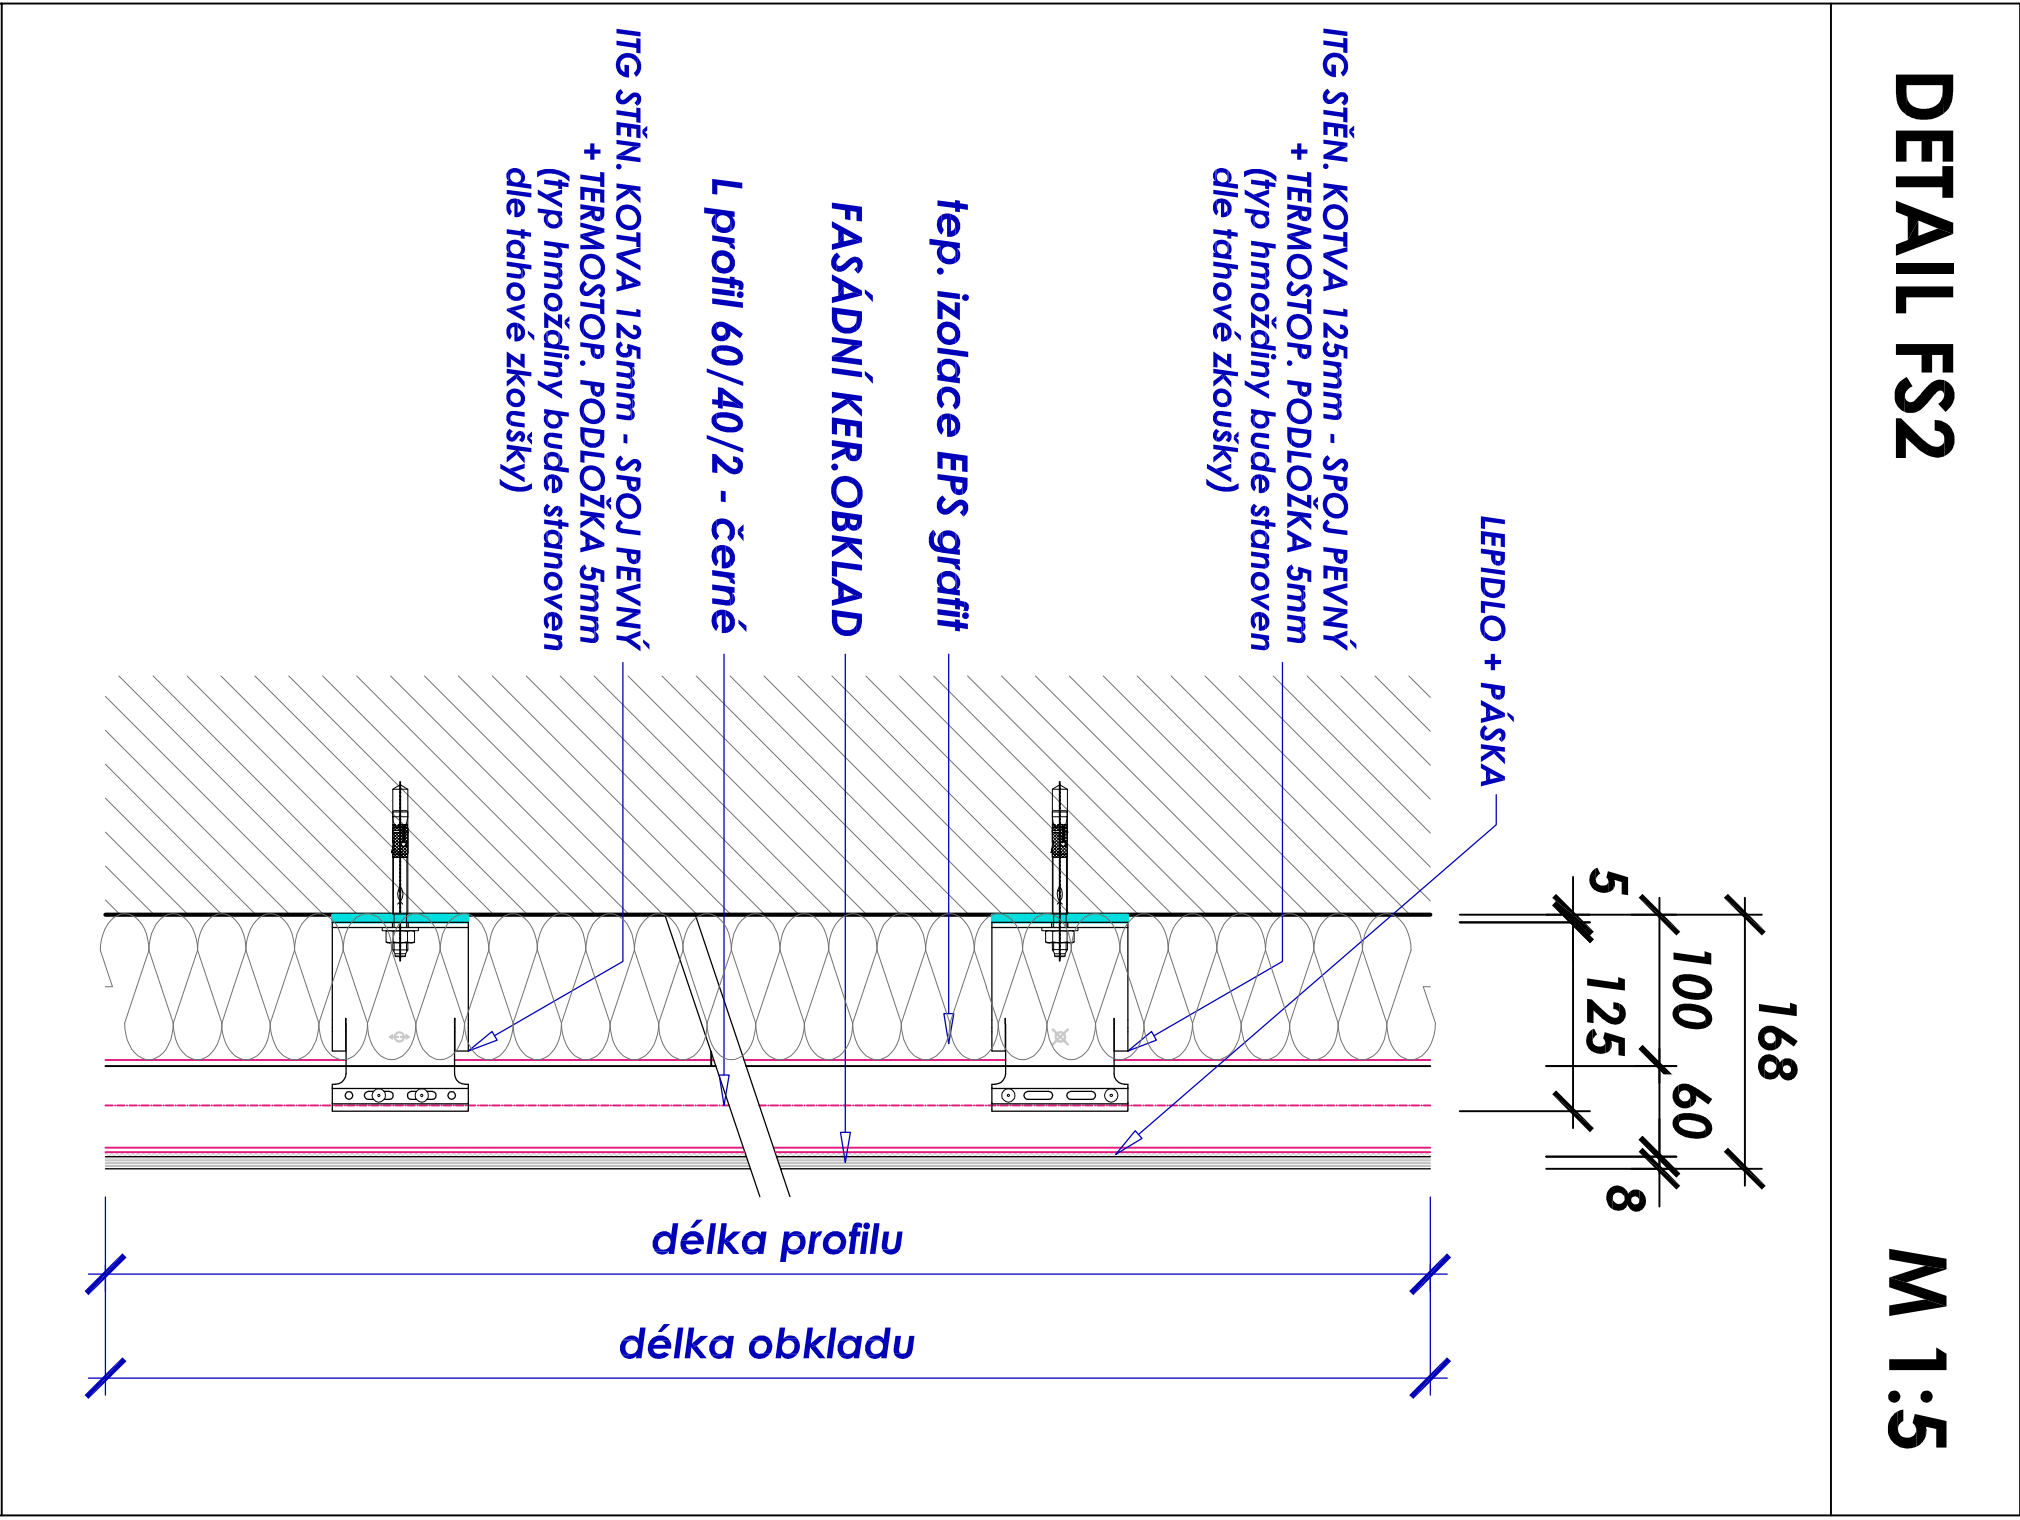 DETAIL FS2
M 1:5
168
100
60
8
5
125
LEPIDLO + PÁSKA
ITG STĚN. KOTVA 125mm - SPOJ PEVNÝ
+ TERMOSTOP. PODLOŽKA 5mm
(typ hmoždiny bude stanoven
dle tahové zkoušky)
tep. izolace EPS grafit
FASÁDNÍ KER.OBKLAD
L profil 60/40/2 - černé
ITG STĚN. KOTVA 125mm - SPOJ PEVNÝ
+ TERMOSTOP. PODLOŽKA 5mm
(typ hmoždiny bude stanoven
dle tahové zkoušky)
délka profilu
délka obkladu